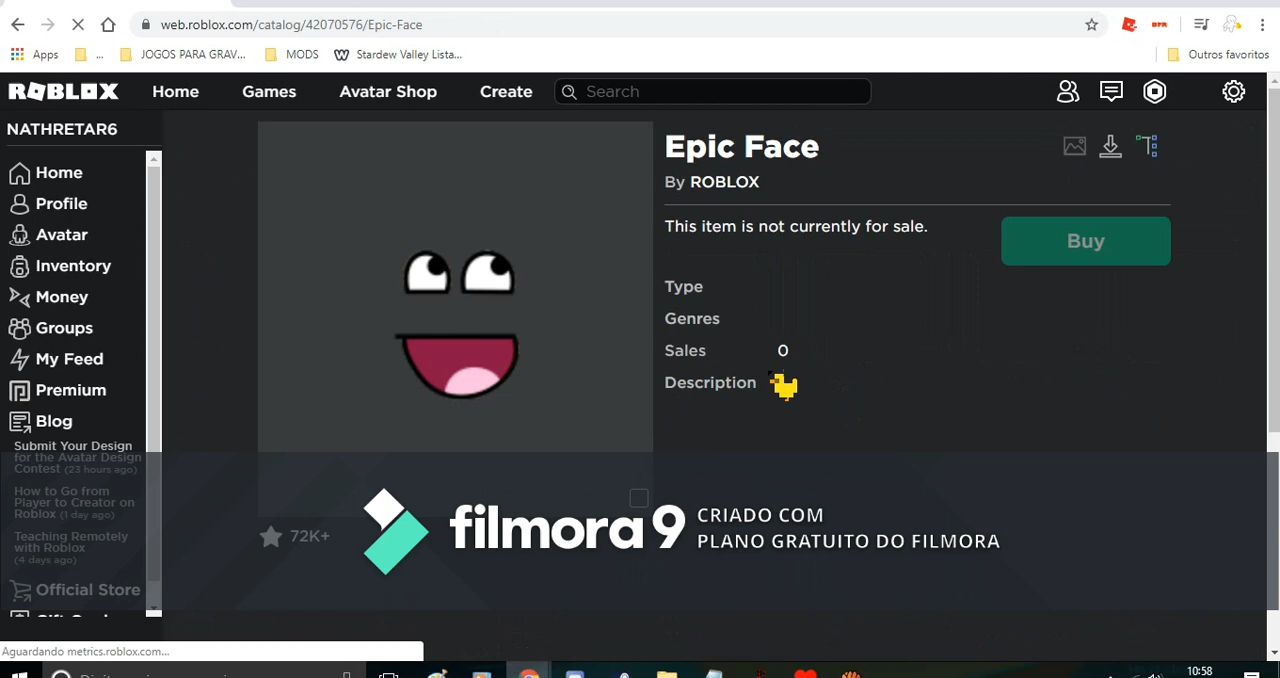 web.roblox.com/catalog/42070576/Epic-Face
Apps
...
JOGOS PARA GRAV...
MODS
Stardew Valley Lista...
Outros favoritos
ROBLOX
Home
Games
Avatar Shop
Create
Search
NATHRETAR6
Home
Profile
Avatar
Inventory
Money
Groups
My Feed
Premium
Blog
Submit Your Design
for the Avatar Design
Contest (23 hours ago)
How to Go from
Player to Creator on
Roblox (1 day ago)
Teaching Remotely
with Roblox
(4 days ago)
Official Store
Epic Face
By ROBLOX
This item is not currently for sale.
Buy
Type
Genres
Sales 0
Description
72K+
filmora9
CRIADO COM
PLANO GRATUITO DO FILMORA
Aguardando metrics.roblox.com...
10:58